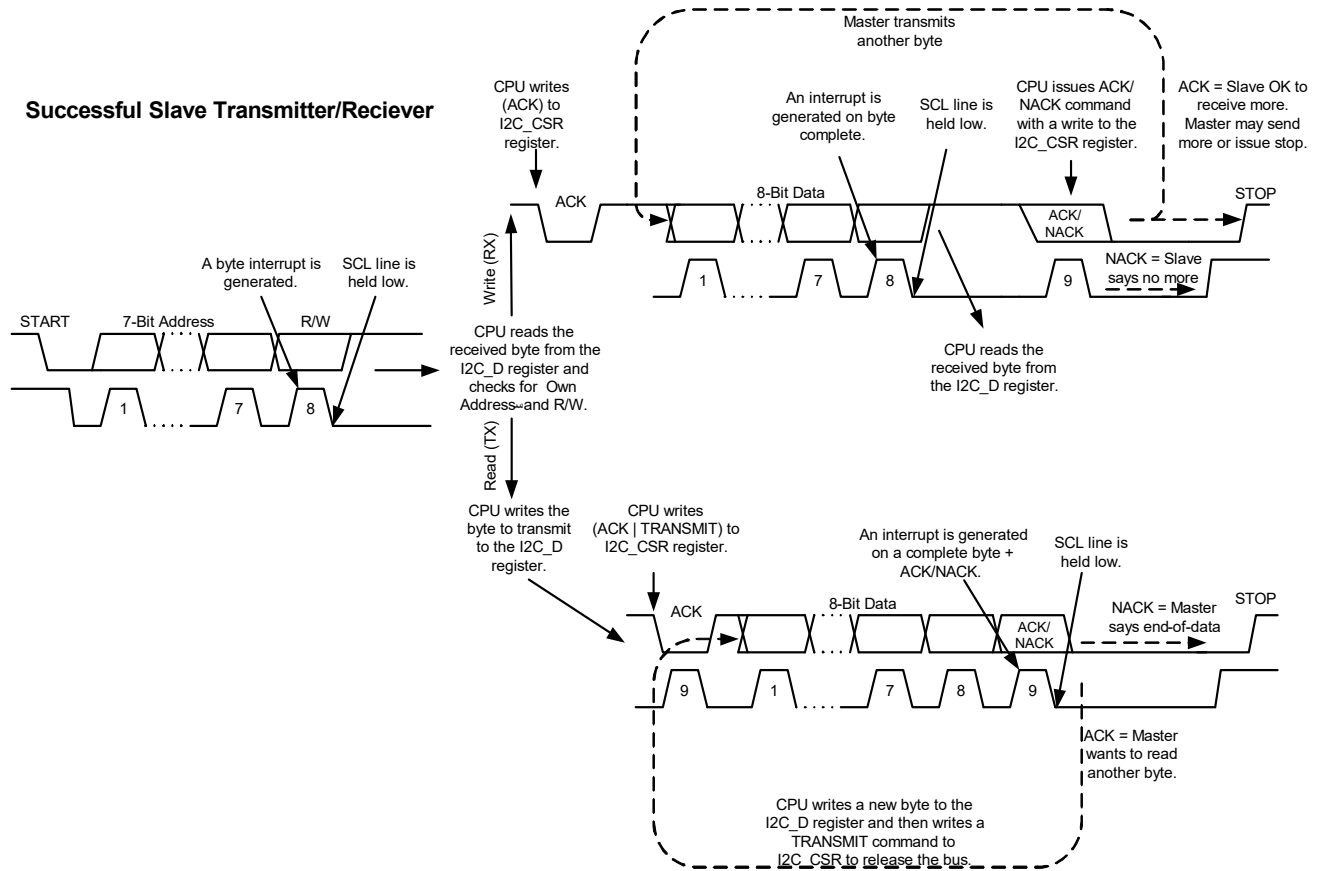 Master transmits
another byte
Successful Slave Transmitter/Reciever
CPU writes
(ACK) to
I2C_CSR
register.
An interrupt is
generated on byte
complete.
SCL line is
held low.
CPU issues ACK/
NACK command
with a write to the
I2C_CSR register.
ACK = Slave OK to
receive more.
Master may send
more or issue stop.
ACK
8-Bit Data
STOP
ACK/
NACK
1
7
8
9
NACK = Slave
says no more
Write (RX)
A byte interrupt is
generated.
SCL line is
held low.
START
7-Bit Address
R/W
1
7
8
CPU reads the
received byte from the
I2C_D register and
checks for Own
Address and R/W.
CPU reads the
received byte from
the I2C_D register.
Read (TX)
CPU writes the
byte to transmit
to the I2C_D
register.
CPU writes
(ACK | TRANSMIT) to
I2C_CSR register.
An interrupt is generated
on a complete byte +
ACK/NACK.
SCL line is
held low.
ACK
8-Bit Data
ACK/
NACK
NACK = Master
says end-of-data
STOP
9
1
7
8
9
ACK = Master
wants to read
another byte.
CPU writes a new byte to the
I2C_D register and then writes a
TRANSMIT command to
I2C_CSR to release the bus.